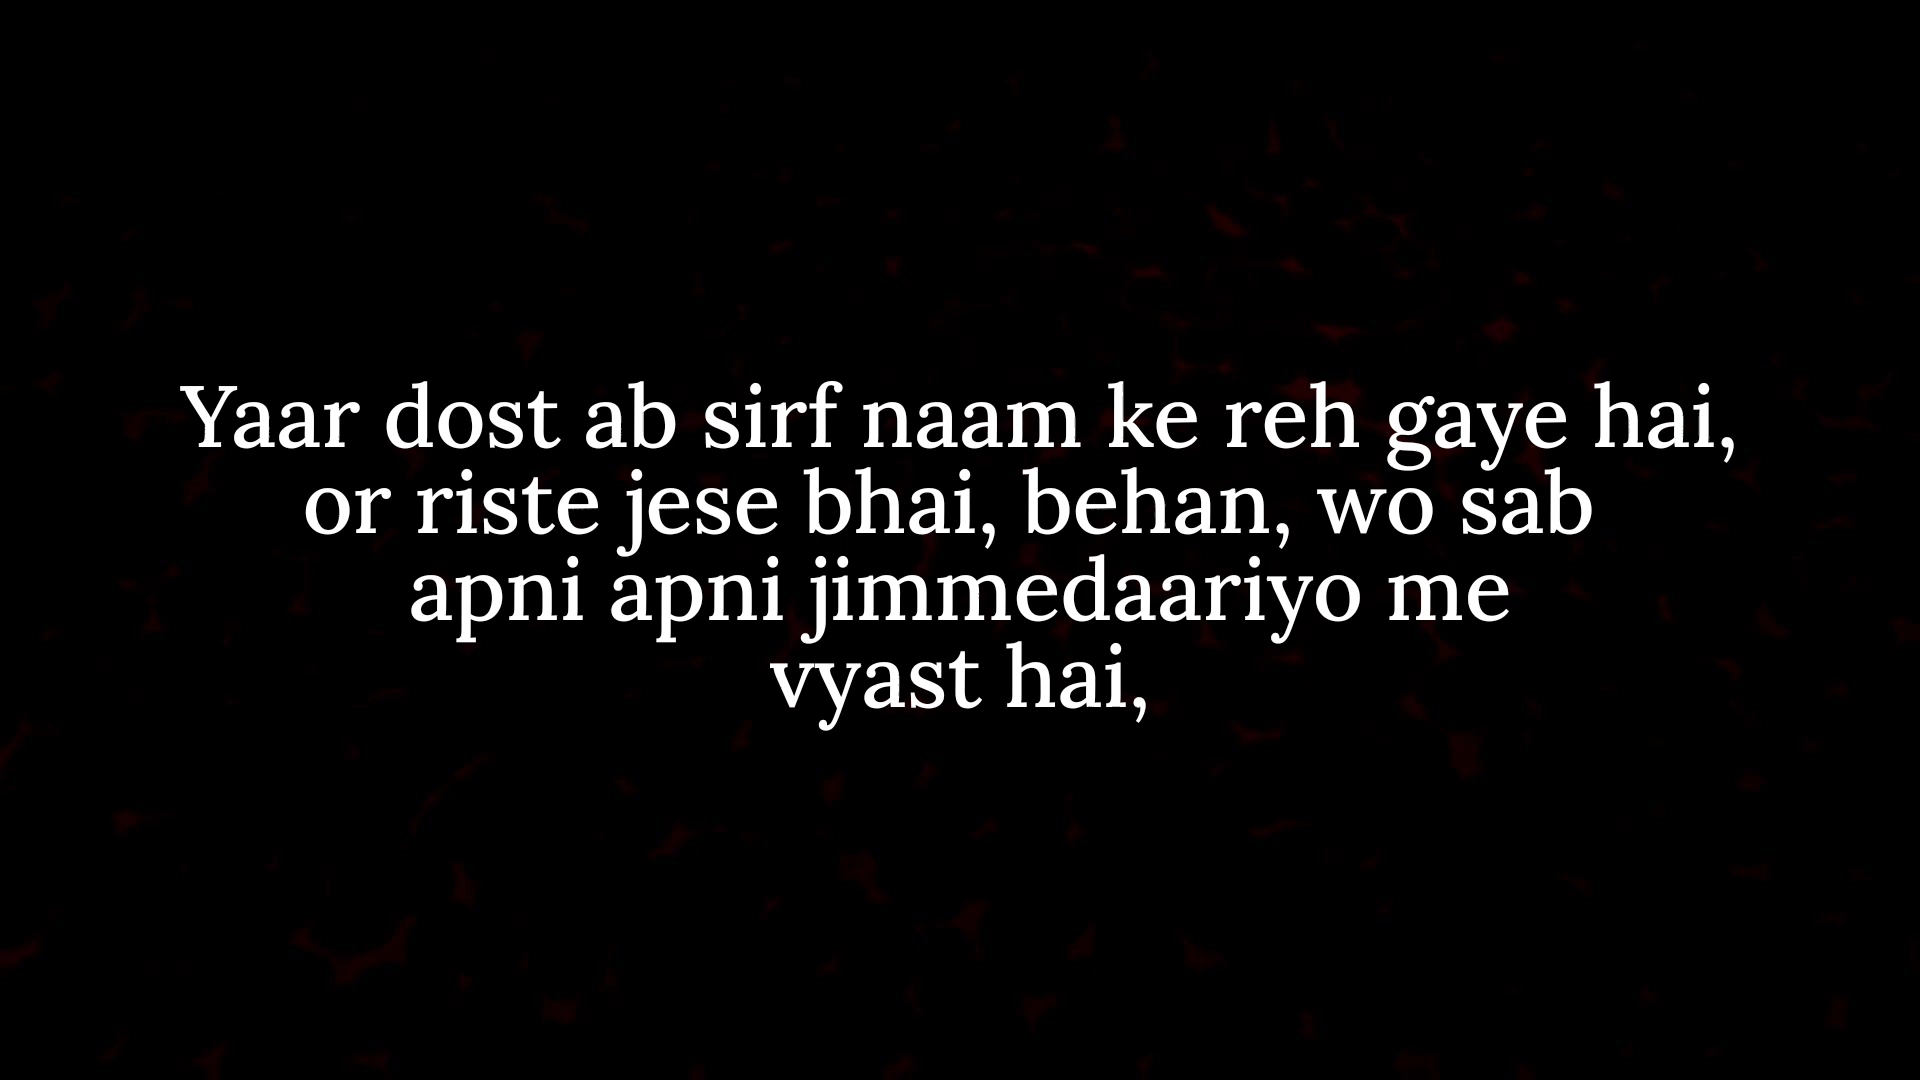 Yaar dost ab sirf naam ke reh gaye hai,
or riste jese bhai, behan, wo sab
apni apni jimmedaariyo me
vyast hai,